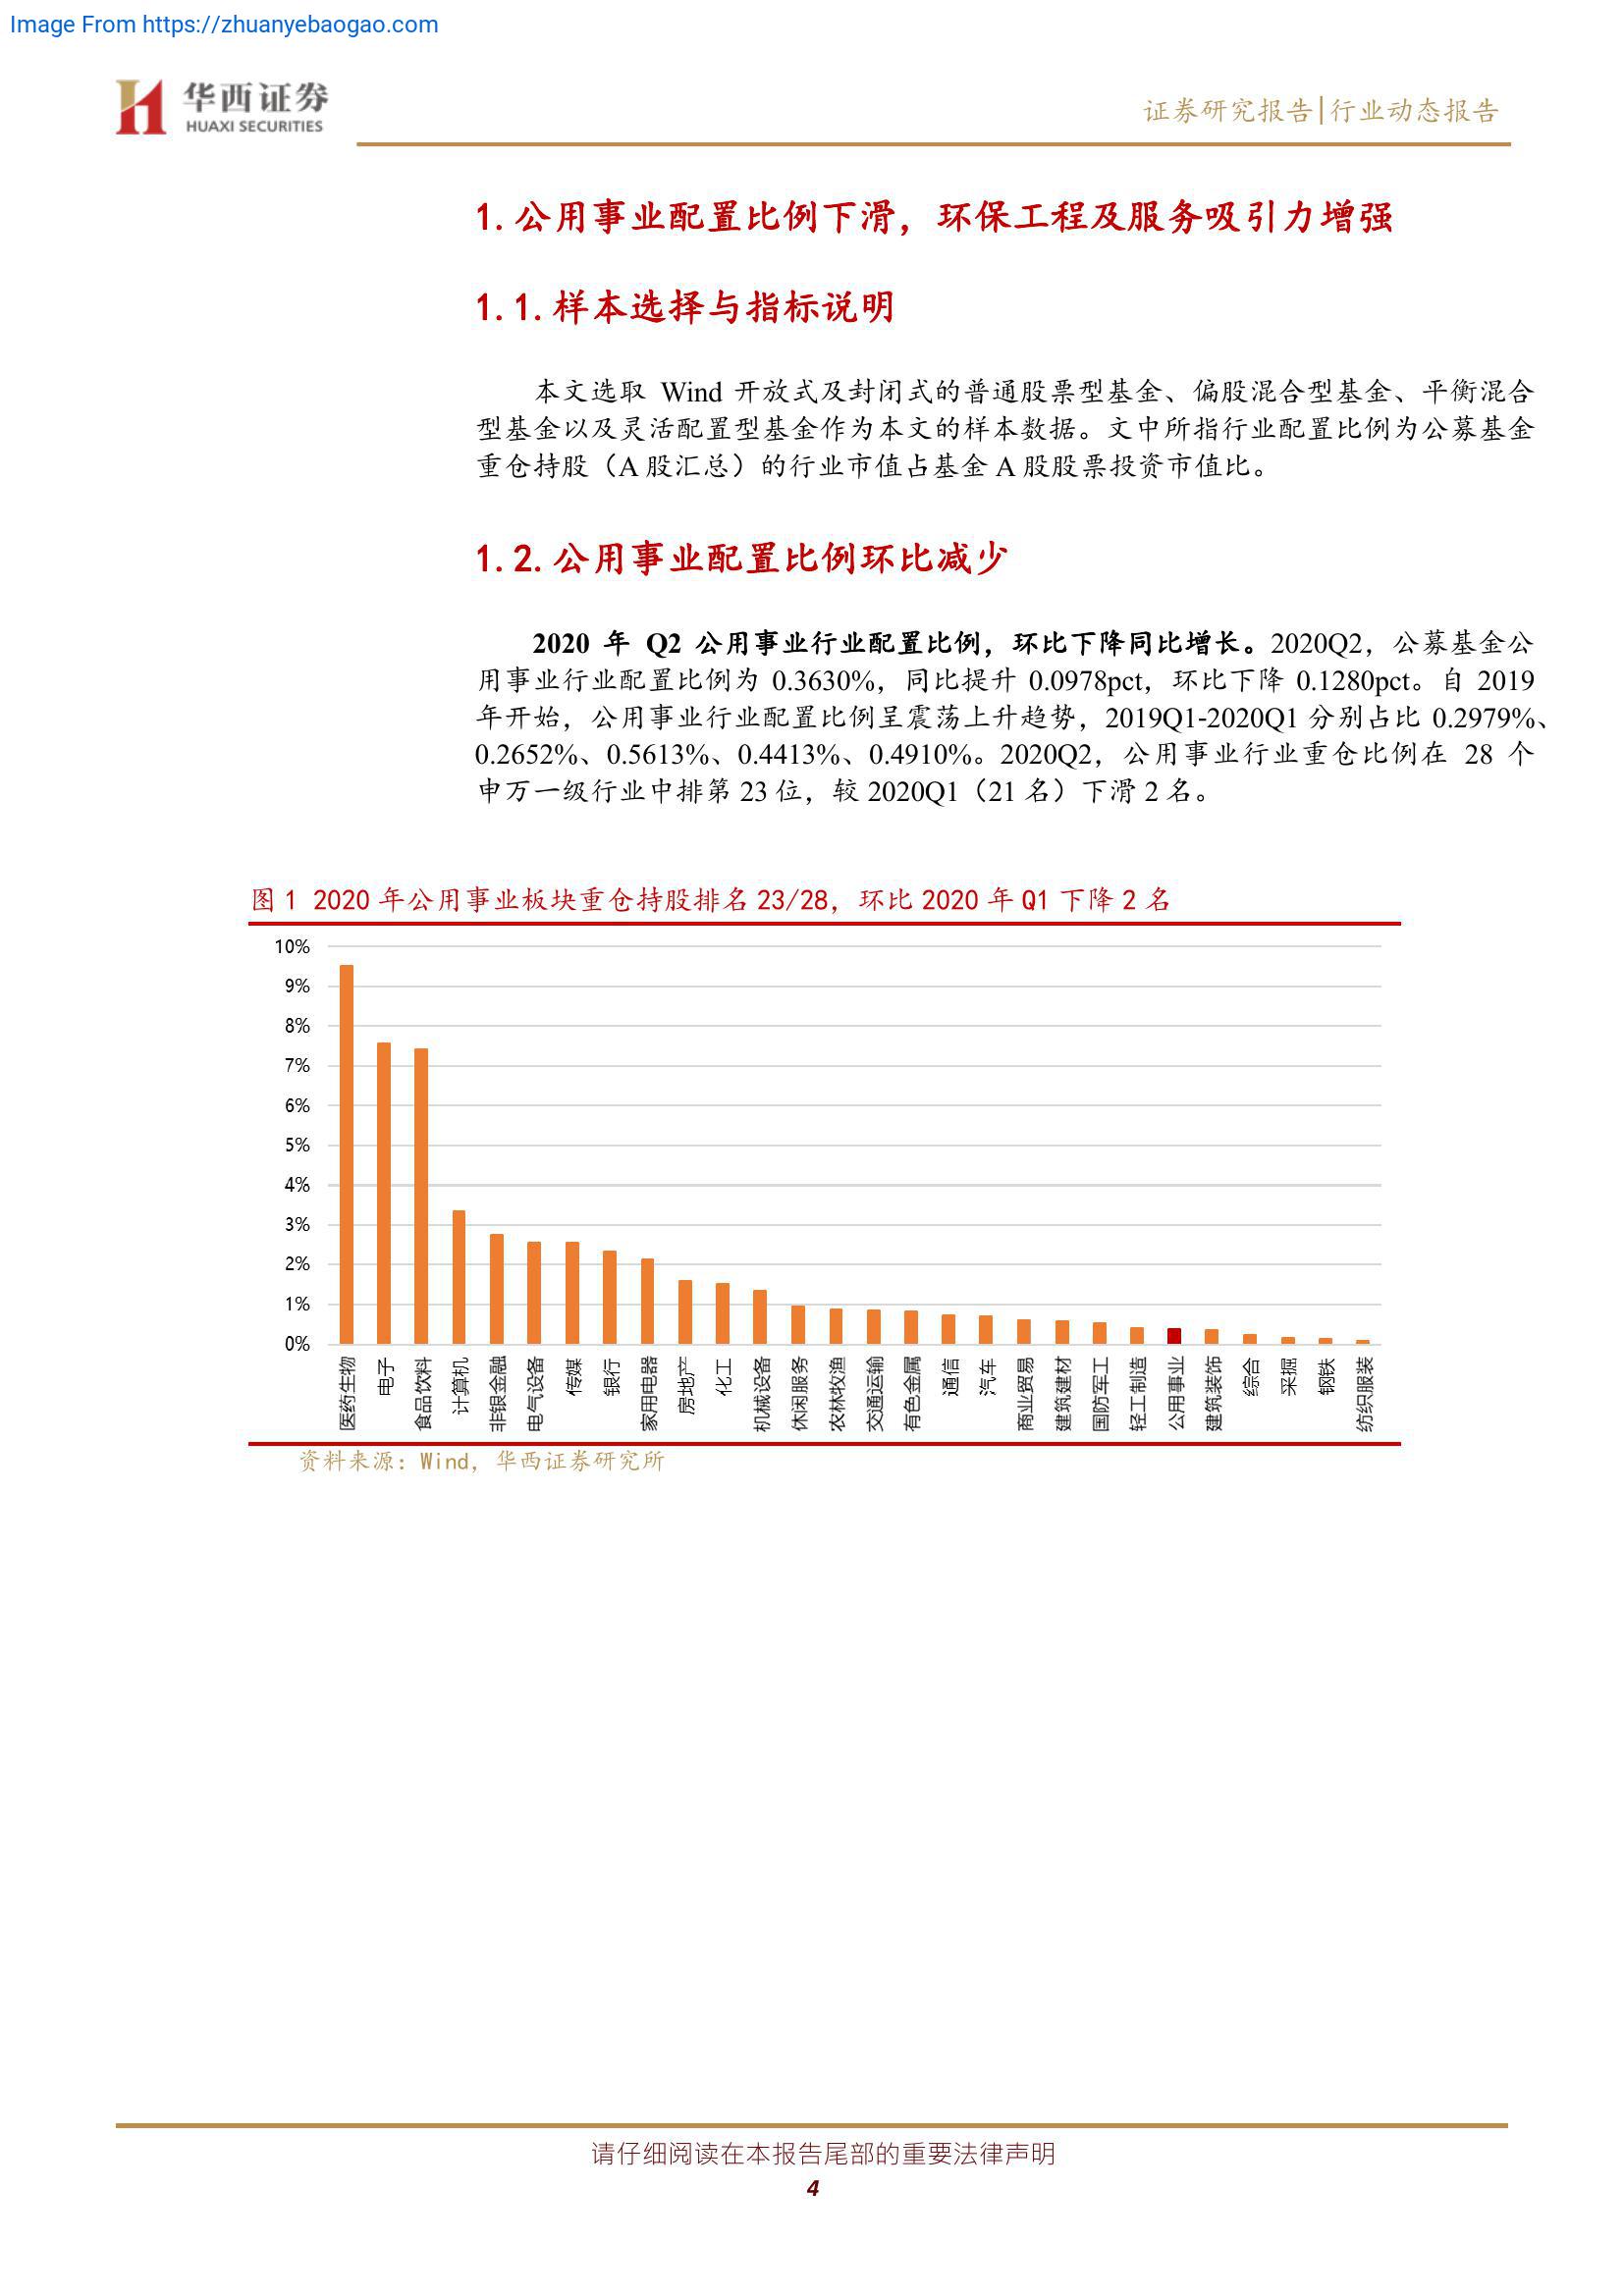 Image From https://zhuanyebaogao.com
华西证券
HUAXI SECURITIES
证券研究报告|行业动态报告
1.公用事业配置比例下滑，环保工程及服务吸引力增强
1.1.样本选择与指标说明
本文选取 Wind 开放式及封闭式的普通股票型基金、偏股混合型基金、平衡混合
型基金以及灵活配置型基金作为本文的样本数据。文中所指行业配置比例为公募基金
重仓持股（A 股汇总）的行业市值占基金 A 股股票投资市值比。
1.2.公用事业配置比例环比减少
2020 年 Q2 公用事业行业配置比例，环比下降同比增长。2020Q2，公募基金公
用事业行业配置比例为 0.3630%，同比提升 0.0978pct，环比下降 0.1280pct。自 2019
年开始，公用事业行业配置比例呈震荡上升趋势，2019Q1-2020Q1 分别占比 0.2979%、
0.2652%、0.5613%、0.4413%、0.4910%。2020Q2，公用事业行业重仓比例在 28 个
申万一级行业中排第 23 位，较 2020Q1（21 名）下滑 2 名。
图 1 2020 年公用事业板块重仓持股排名 23/28，环比 2020 年 Q1 下降 2 名
10%
9%
8%
7%
6%
5%
4%
3%
2%
1%
0%
医药生物
电子
食品饮料
计算机
非银金融
电气设备
传媒
银行
家用电器
房地产
化工
机械设备
休闲服务
农林牧渔
交通运输
有色金属
通信
汽车
商业贸易
建筑建材
国防军工
轻工制造
公用事业
建筑装饰
综合
采掘
钢铁
纺织服装
资料来源：Wind，华西证券研究所
请仔细阅读在本报告尾部的重要法律声明
4